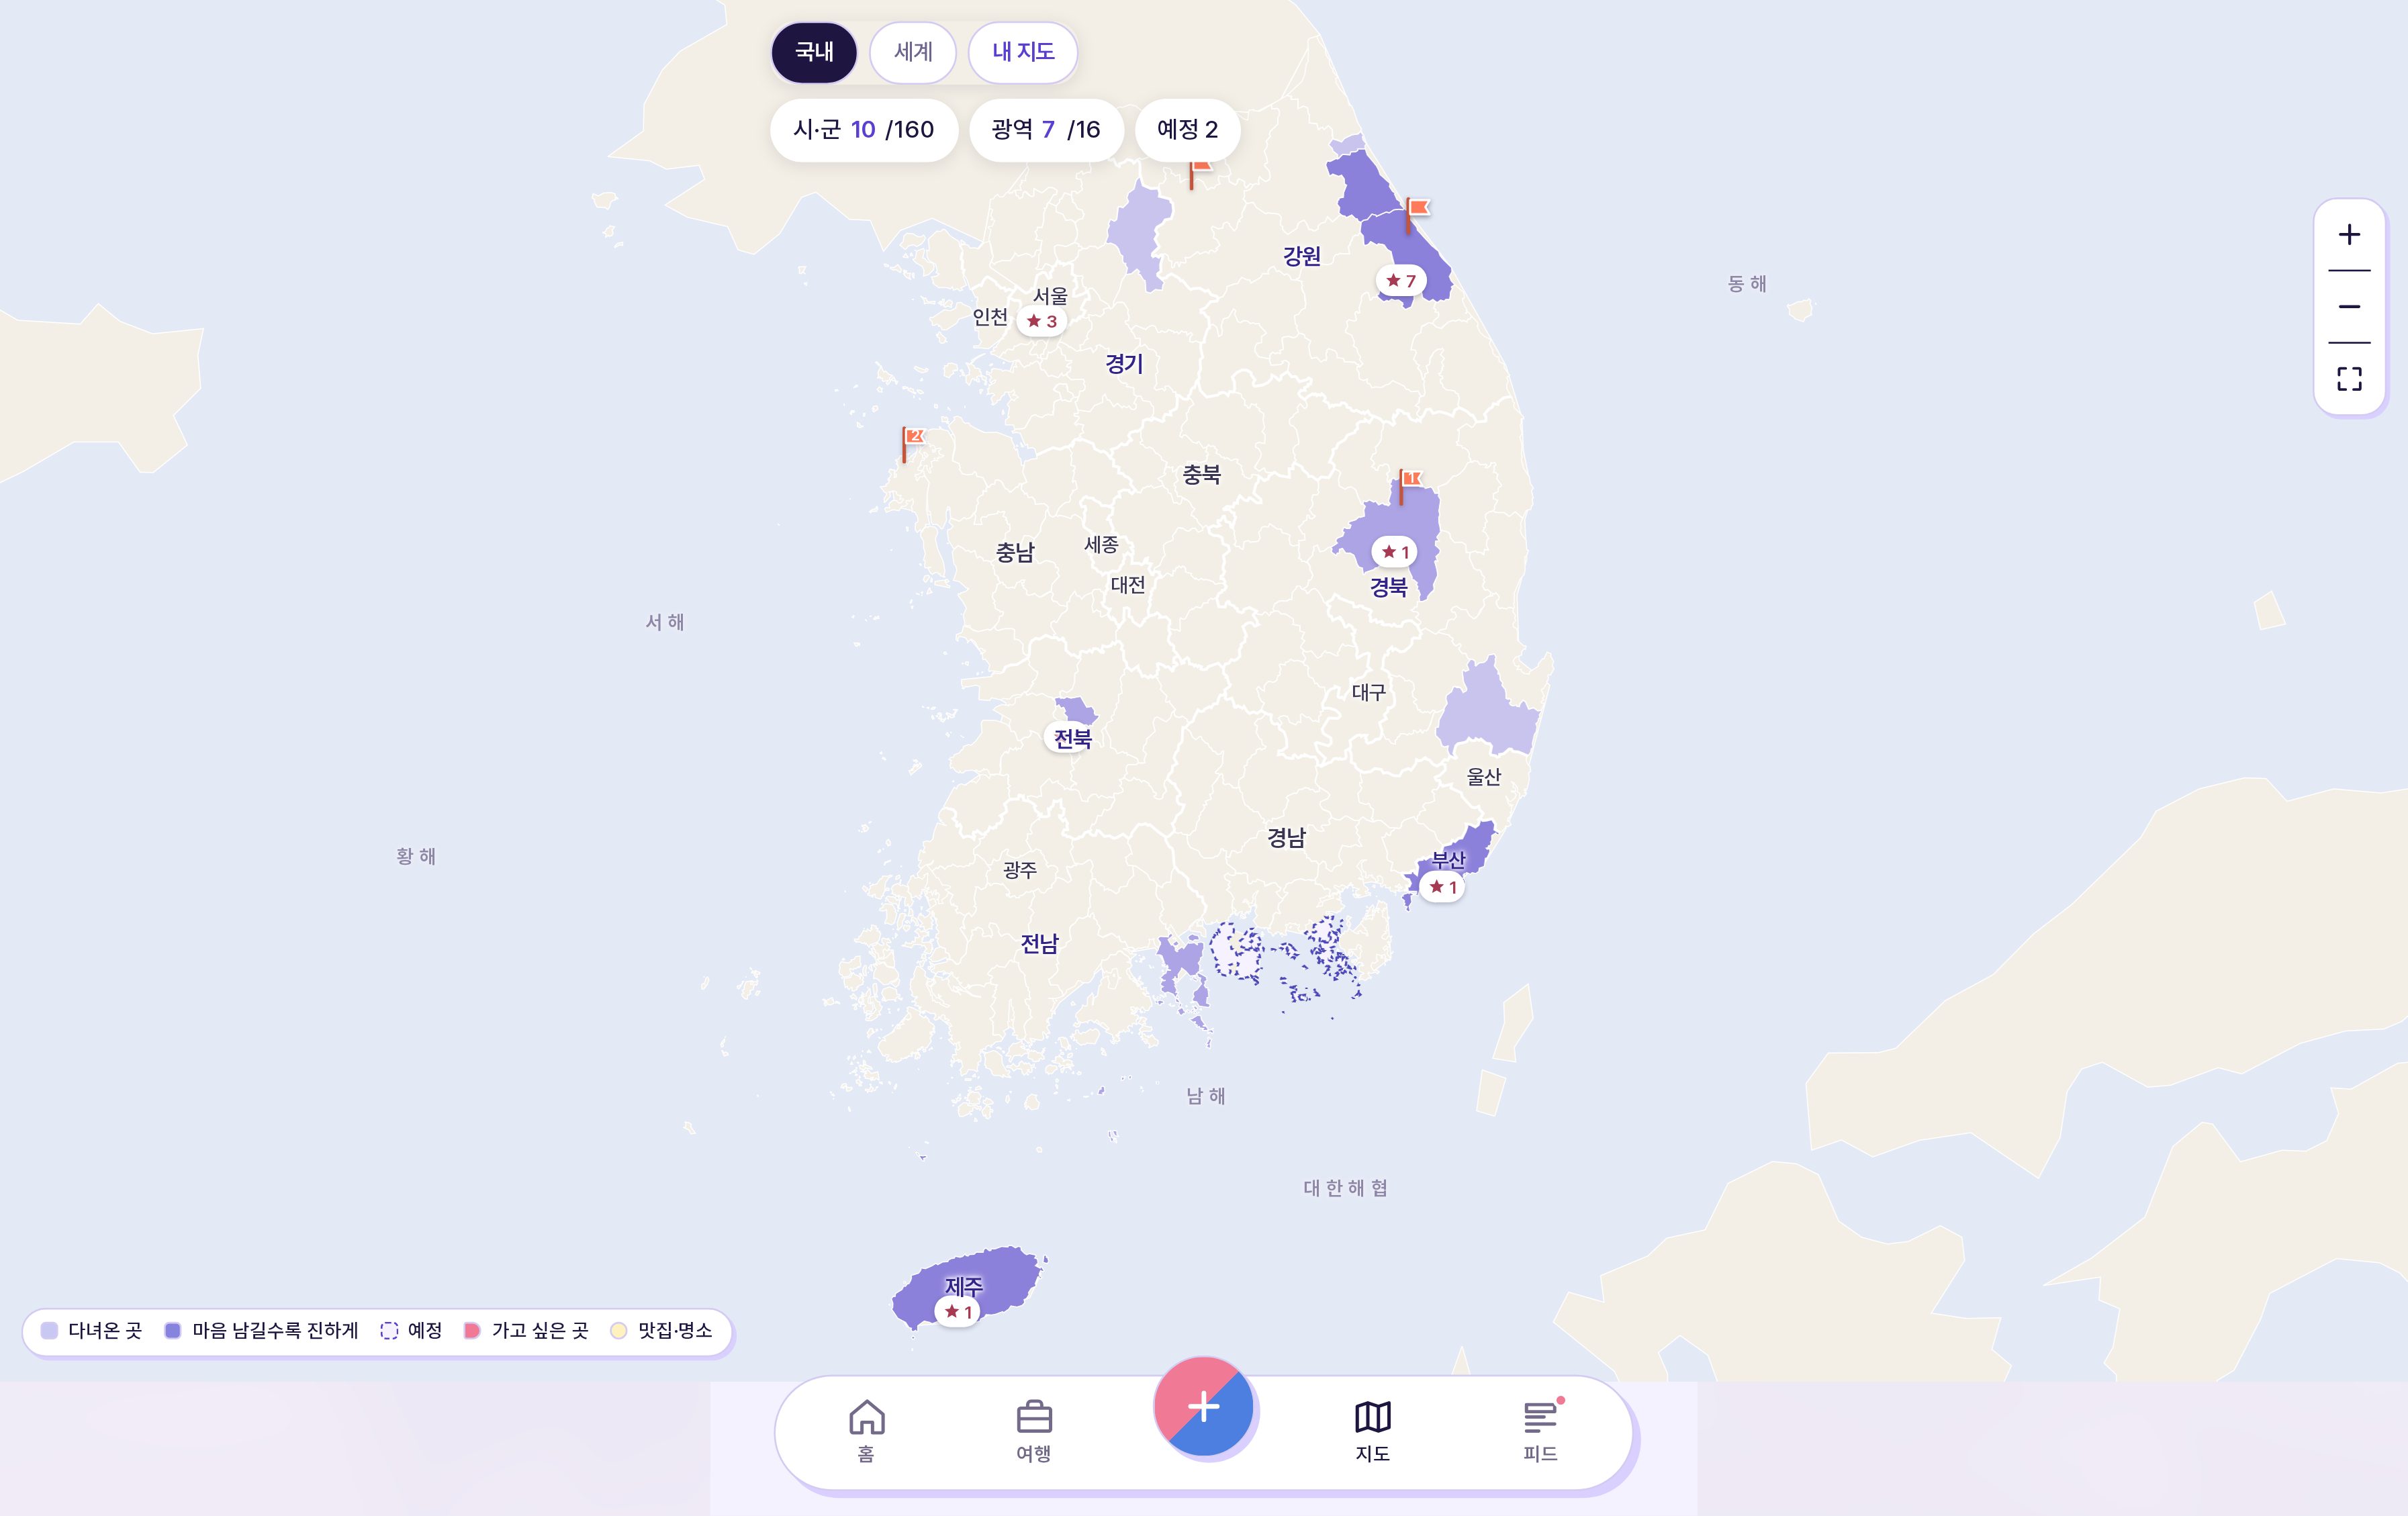 국내 세계 내 지도
시·군 10 /160 광역 7 /16 예정 2
강원
동해
★ 7
서울
인천 ★ 3
경기
2
충북
1
충남
세종
★ 1
대전
경북
서해
대구
전북
울산
경남
황해
부산
광주
★ 1
전남
남해
대한해협
제주
★ 1
다녀온 곳 마음 남길수록 진하게 예정 가고 싶은 곳 맛집·명소
홈 여행 지도 피드